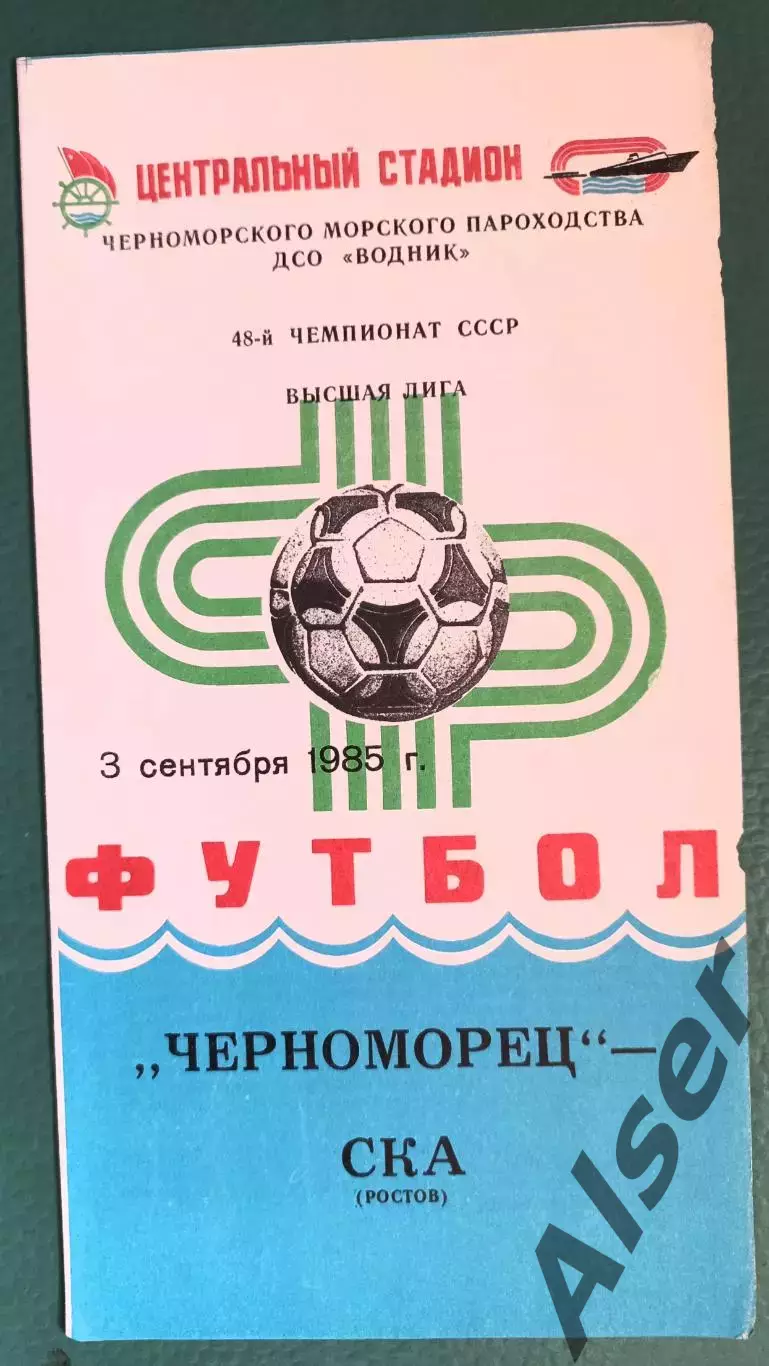 ЦЕНТРАЛЬНЫЙ СТАДИОН
ЧЕРНОМОРСКОГО МОРСКОГО ПАРОХОДСТВА
ДСО «ВОДНИК»
48-й ЧЕМПИОНАТ СССР
ВЫСШАЯ ЛИГА
3 сентября 1985 г.
ФУТБОЛ
„ЧЕРНОМОРЕЦ“—
СКА
(РОСТОВ)
Alser